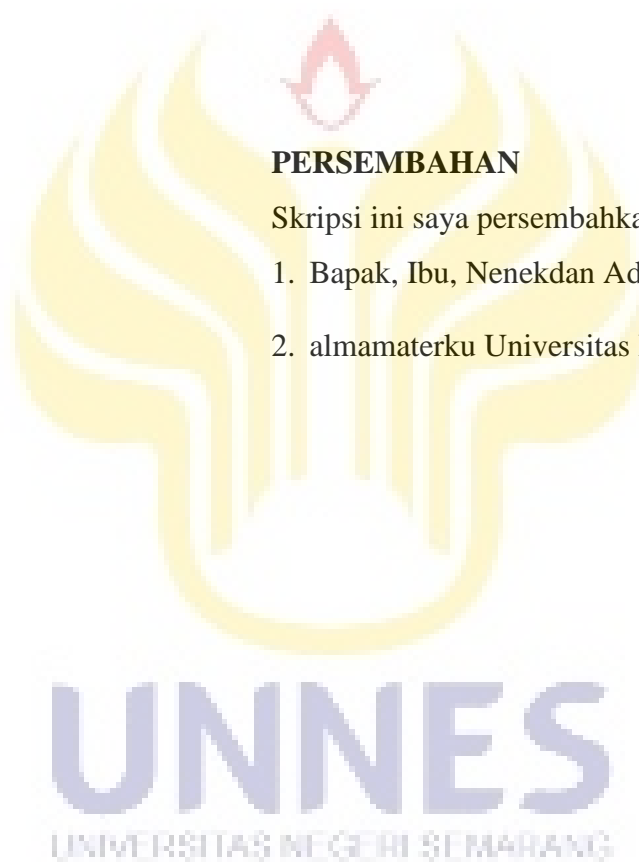 PERSEMBAHAN
Skripsi ini saya persembahka
1. Bapak, Ibu, Nenekdan Ad
2. almamaterku Universitas
UNNES
UNIVERSITAS NEGERI SEMARANG